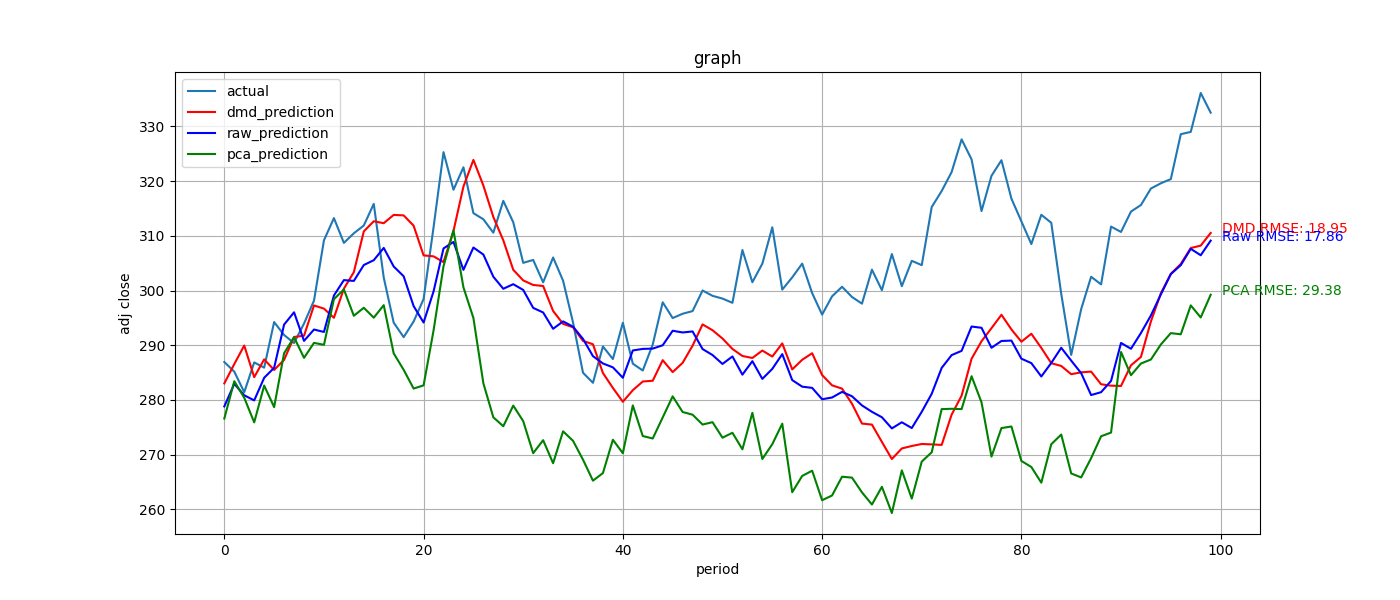 graph
actual
dmd_prediction
raw_prediction
pca_prediction
adj close
330
320
310
300
290
280
270
260
DMD RMSE: 18.95
Raw RMSE: 17.86
PCA RMSE: 29.38
0 20 40 60 80 100
period